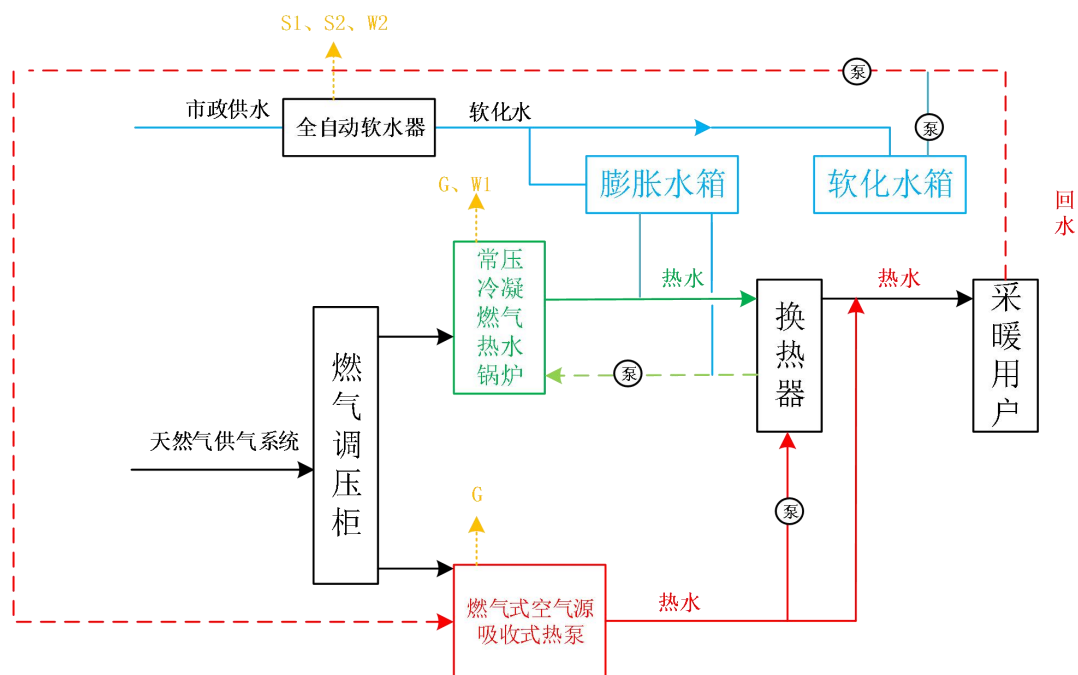 S1、S2、W2
泵
市政供水
全自动软水器
软化水
泵
膨胀水箱
软化水箱
G、W1
回
水
常压
冷凝
燃气
热水
锅炉
热水
热水
换
热
器
采
暖
用
户
泵
燃
气
调
压
柜
天然气供气系统
G
泵
燃气式空气源
吸收式热泵
热水